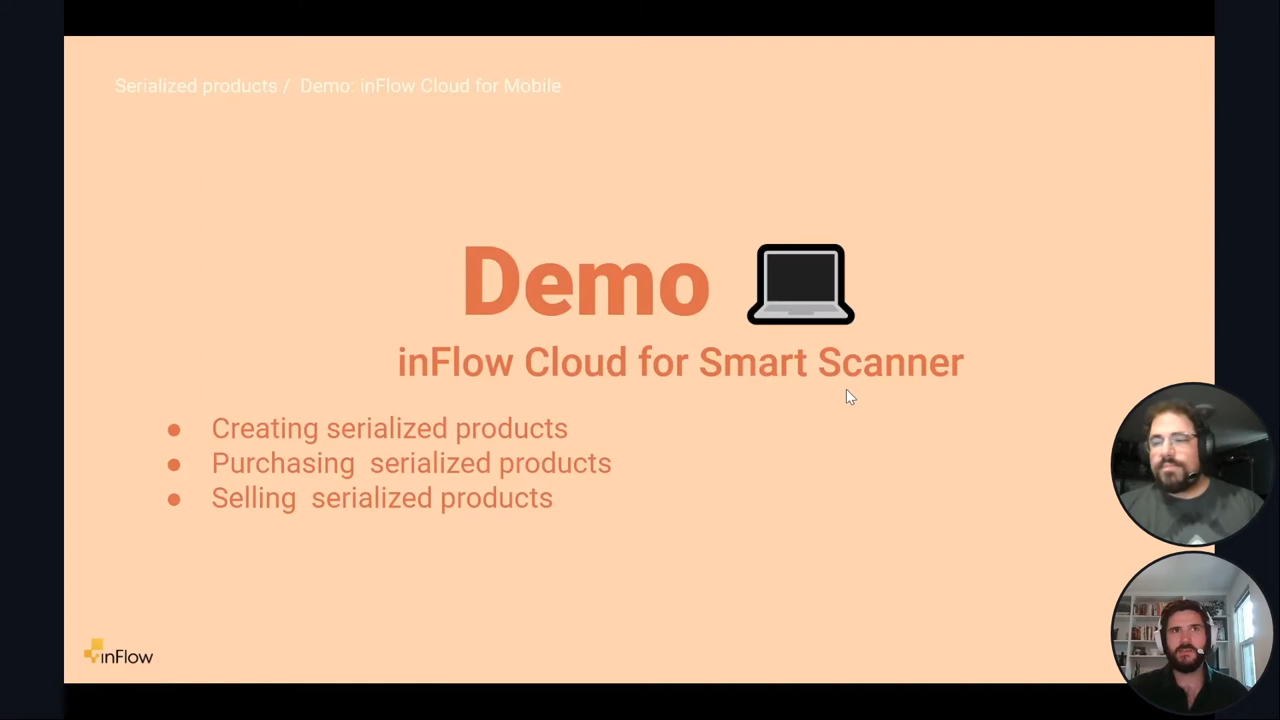 Serialized products / Demo: inFlow Cloud for Mobile
Demo
inFlow Cloud for Smart Scanner
● Creating serialized products
● Purchasing serialized products
● Selling serialized products
inFlow